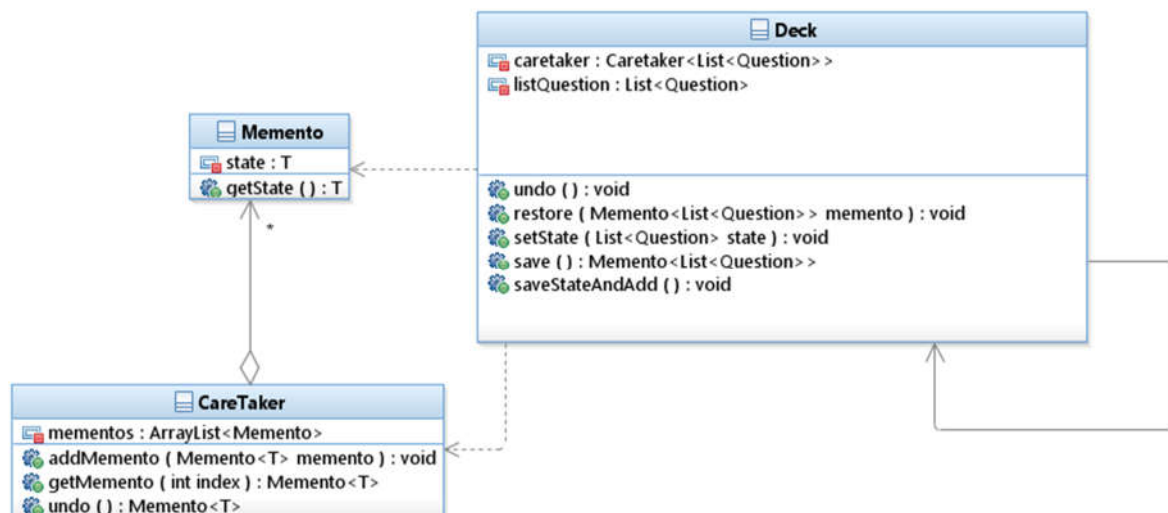 Deck
caretaker : Caretaker<List<Question>>
listQuestion : List<Question>
undo ( ) : void
restore ( Memento<List<Question>> memento ) : void
setState ( List<Question> state ) : void
save ( ) : Memento<List<Question>>
saveStateAndAdd ( ) : void
Memento
state : T
getState ( ) : T
*
CareTaker
mementos : ArrayList<Memento>
addMemento ( Memento<T> memento ) : void
getMemento ( int index ) : Memento<T>
undo ( ) : Memento<T>